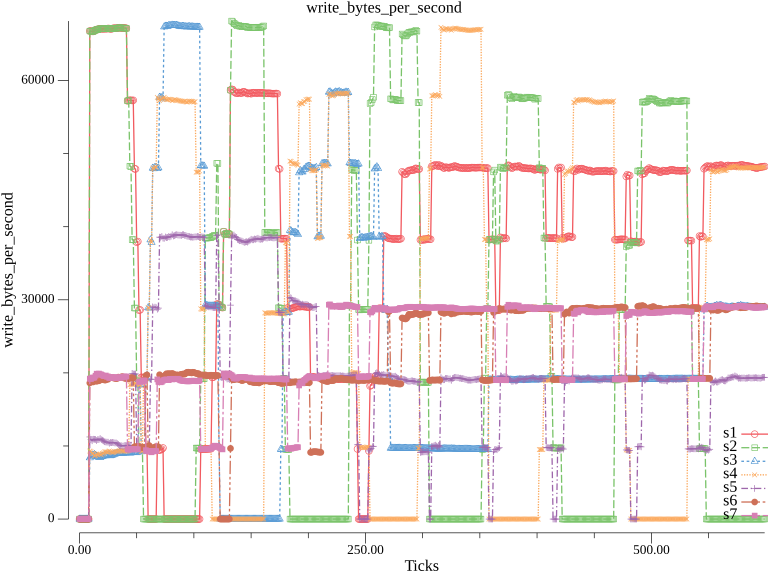 write_bytes_per_second
60000
30000
0
write_bytes_per_second
0.00
250.00
500.00
Ticks
s1
s2
s3
s4
s5
s6
s7